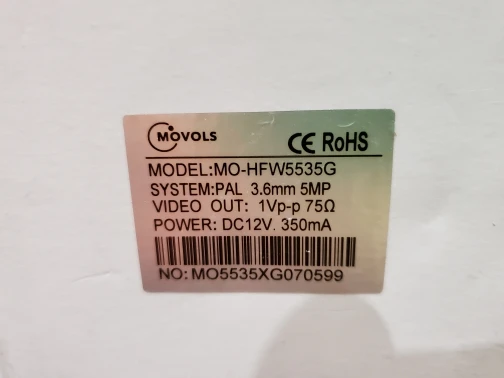 MOVOLS
CE RoHS
MODEL:MO-HFW5535G
SYSTEM:PAL 3.6mm 5MP
VIDEO OUT: 1Vp-p 75Ω
POWER: DC12V. 350mA
NO: MO5535XG070599